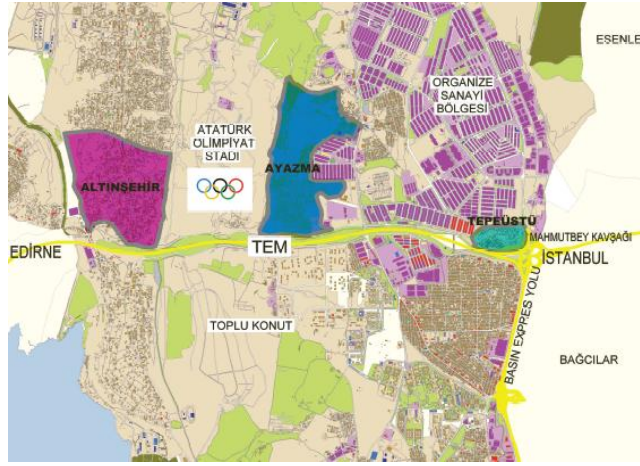 ESENLE
ORGANİZE
SANAYİ
BÖLGESİ
ATATÜRK
OLİMPİYAT
STADI
AYAZMA
ALTINŞEHİR
TEPEÜSTÜ
MAHMUTBEY KAVŞAĞI
EDİRNE
TEM
İSTANBUL
TOPLU KONUT
BASIN EXPRES YOLU
BAĞCILAR